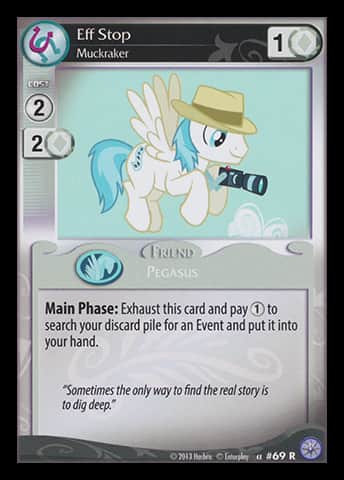 Eff Stop
Muckraker
1
COST
2
2
FRIEND
PEGASUS
Main Phase: Exhaust this card and pay 1 to
search your discard pile for an Event and put it into
your hand.
"Sometimes the only way to find the real story is
to dig deep."
© 2013 Hasbro. © Enterplay α #69 R